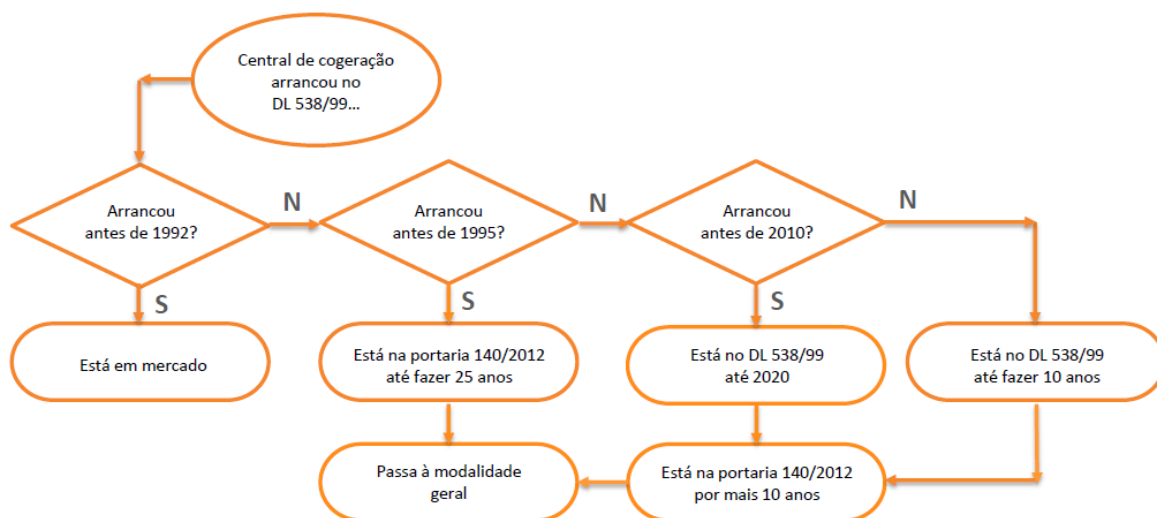 Central de cogeração
arrancou no
DL 538/99...
Arrancou
antes de 1992?
N
Arrancou
antes de 1995?
N
Arrancou
antes de 2010?
N
S
S
S
Está em mercado
Está na portaria 140/2012
até fazer 25 anos
Está no DL 538/99
até 2020
Está no DL 538/99
até fazer 10 anos
Passa à modalidade
geral
Está na portaria 140/2012
por mais 10 anos